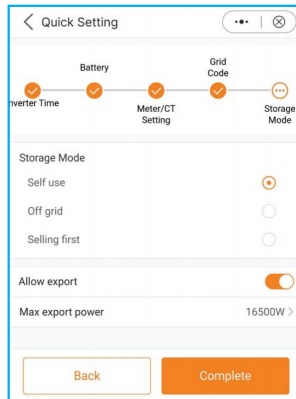 Quick Setting
Battery
Grid
Code
nverter Time
Meter/CT
Setting
Storage
Mode
Storage Mode
Self use
Off grid
Selling first
Allow export
Max export power 16500W >
Back Complete